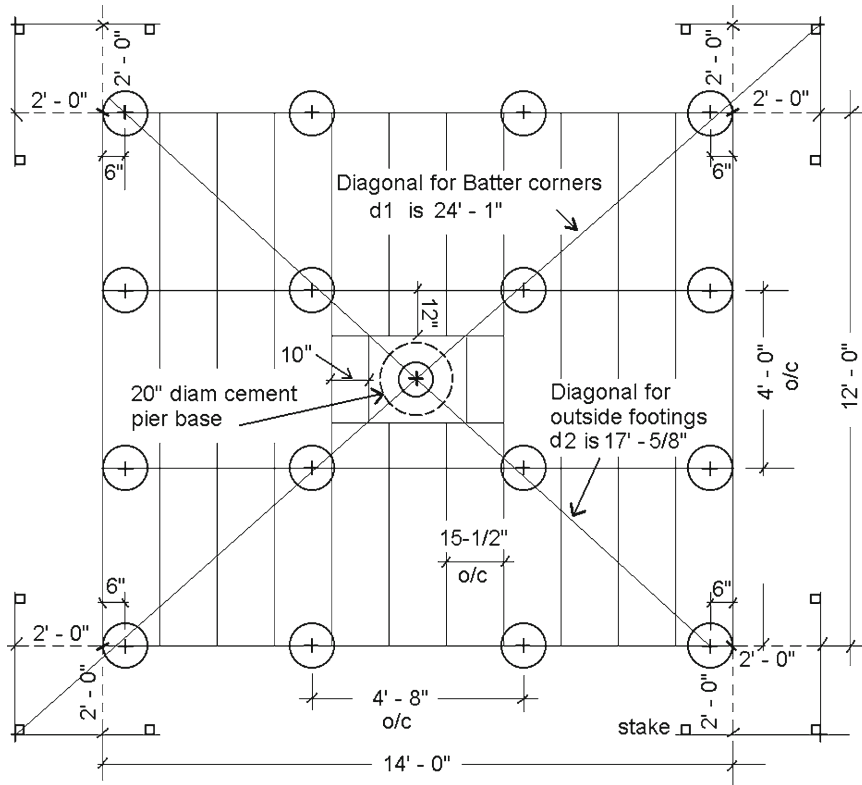 2' - 0"
2' - 0"
2' - 0"
2' - 0"
6"
6"
Diagonal for Batter corners
d1 is 24' - 1"
12"
10"
20" diam cement
pier base
Diagonal for
outside footings
d2 is 17' - 5/8"
4' - 0"
o/c
12' - 0"
15-1/2"
o/c
6"
6"
2' - 0"
2' - 0"
2' - 0"
2' - 0"
4' - 8"
o/c
stake
14' - 0"